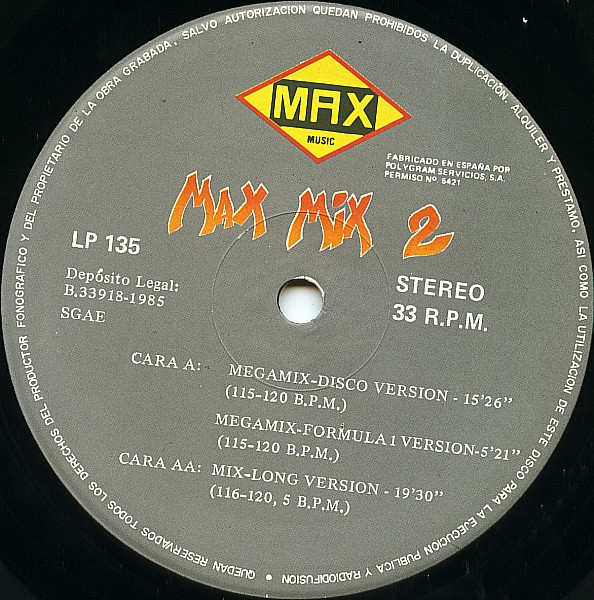 MAX
MUSIC
FABRICADO EN ESPAÑA POR
POLYGRAM SERVICIOS, S.A.
PERMISO Nº. 6421
MAX MIX 2
LP 135
Depósito Legal:
B.33918-1985
SGAE
STEREO
33 R.P.M.
CARA A: MEGAMIX-DISCO VERSION - 15'26"
(115-120 B.P.M.)
MEGAMIX-FORMULA 1 VERSION-5'21"
(115-120 B.P.M.)
CARA AA: MIX-LONG VERSION - 19'30"
(116-120, 5 B.P.M.)
• QUEDAN RESERVADOS TODOS LOS DERECHOS DEL PRODUCTOR FONOGRAFICO Y DEL PROPIETARIO DE LA OBRA GRABADA, SALVO AUTORIZACION QUEDAN PROHIBIDOS LA DUPLICACION, ALQUILER Y PRESTAMO, ASI COMO LA UTILIZACION DE ESTE DISCO PARA LA EJECUCION PUBLICA Y RADIODIFUSION